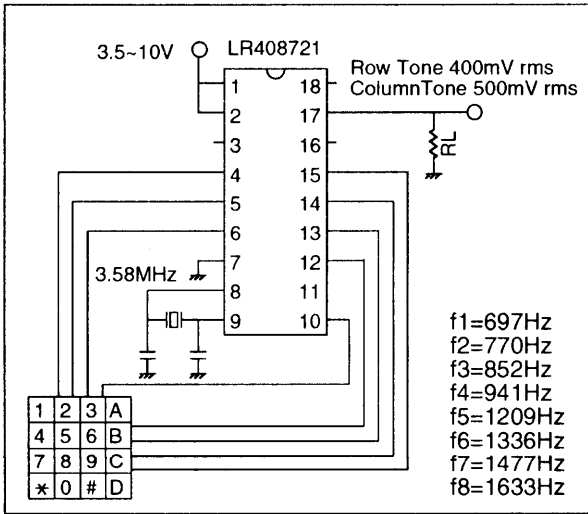 3.5~10V
LR408721
1 18
2 17
3 16
4 15
5 14
6 13
7 12
8 11
9 10
Row Tone 400mV rms
ColumnTone 500mV rms
RL
3.58MHz
1 2 3 A
4 5 6 B
7 8 9 C
* 0 # D
f1=697Hz
f2=770Hz
f3=852Hz
f4=941Hz
f5=1209Hz
f6=1336Hz
f7=1477Hz
f8=1633Hz